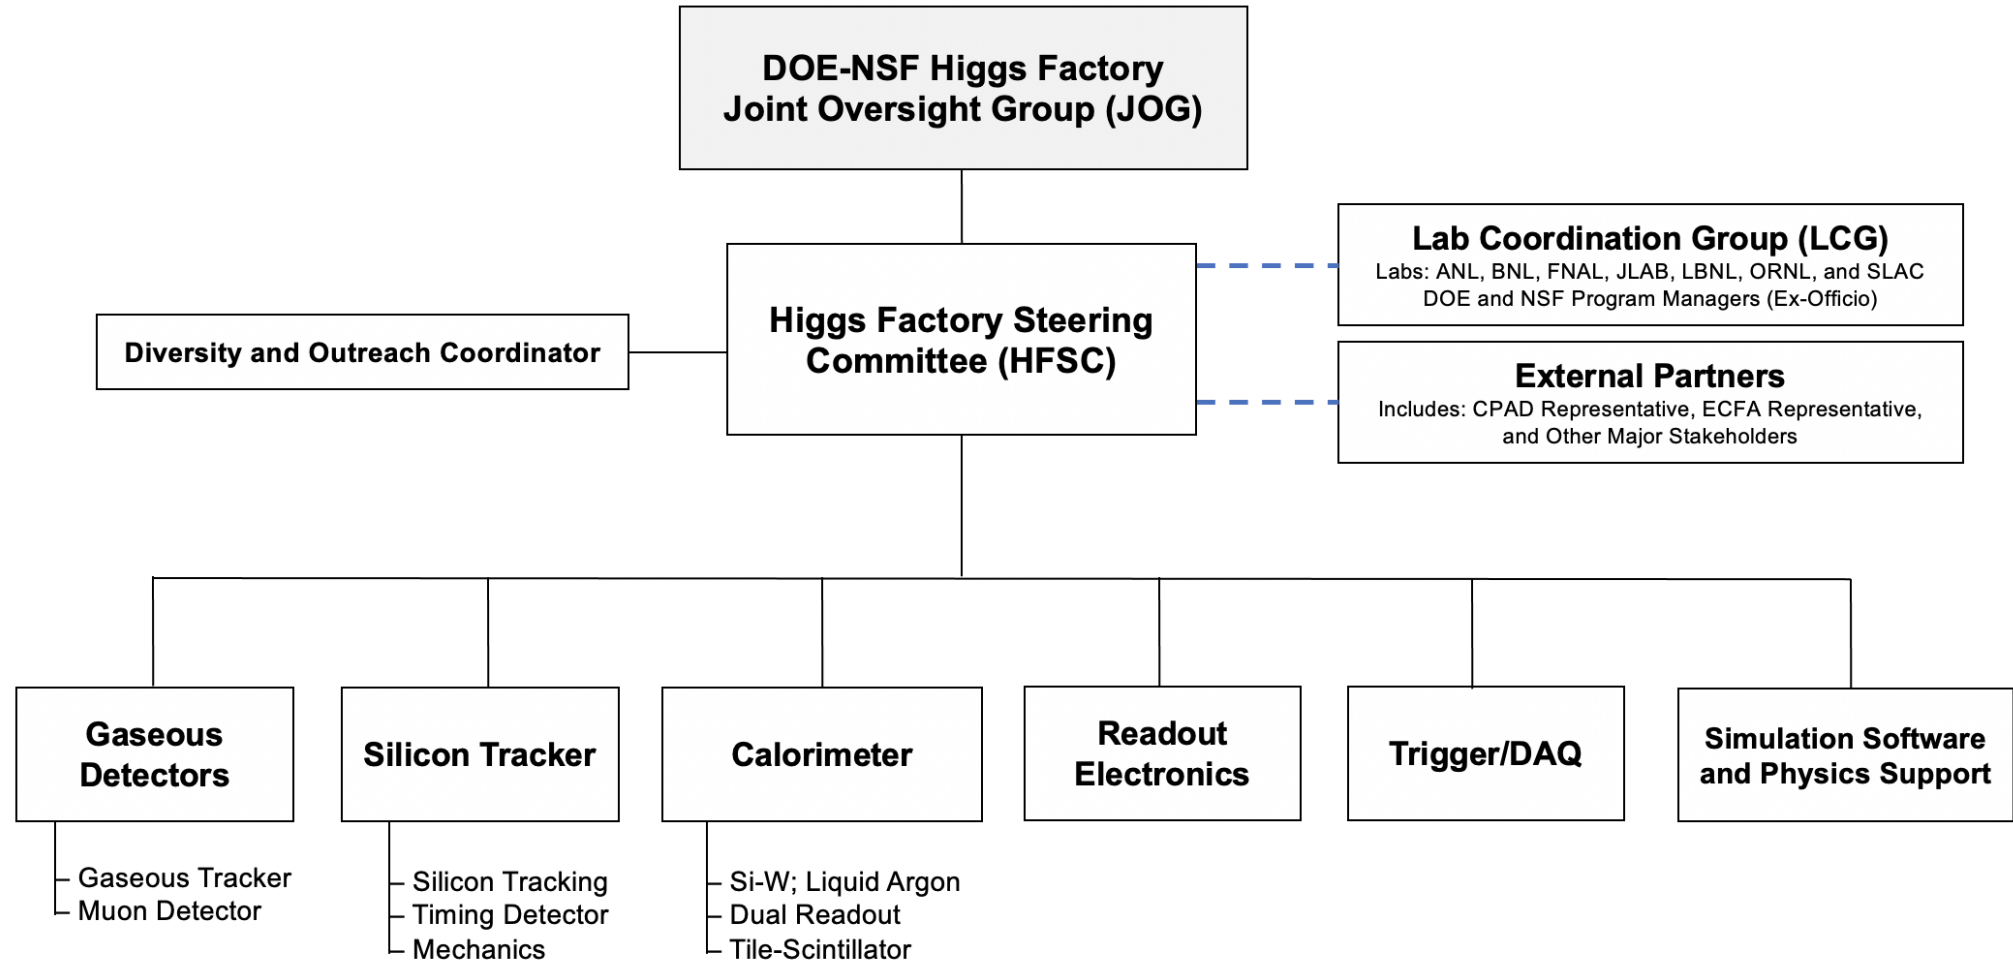 DOE-NSF Higgs Factory
Joint Oversight Group (JOG)
Lab Coordination Group (LCG)
Labs: ANL, BNL, FNAL, JLAB, LBNL, ORNL, and SLAC
DOE and NSF Program Managers (Ex-Officio)
Higgs Factory Steering
Committee (HFSC)
Diversity and Outreach Coordinator
External Partners
Includes: CPAD Representative, ECFA Representative,
and Other Major Stakeholders
Gaseous
Detectors
Gaseous Tracker
Muon Detector
Silicon Tracker
Silicon Tracking
Timing Detector
Mechanics
Calorimeter
Si-W; Liquid Argon
Dual Readout
Tile-Scintillator
Readout
Electronics
Trigger/DAQ
Simulation Software
and Physics Support